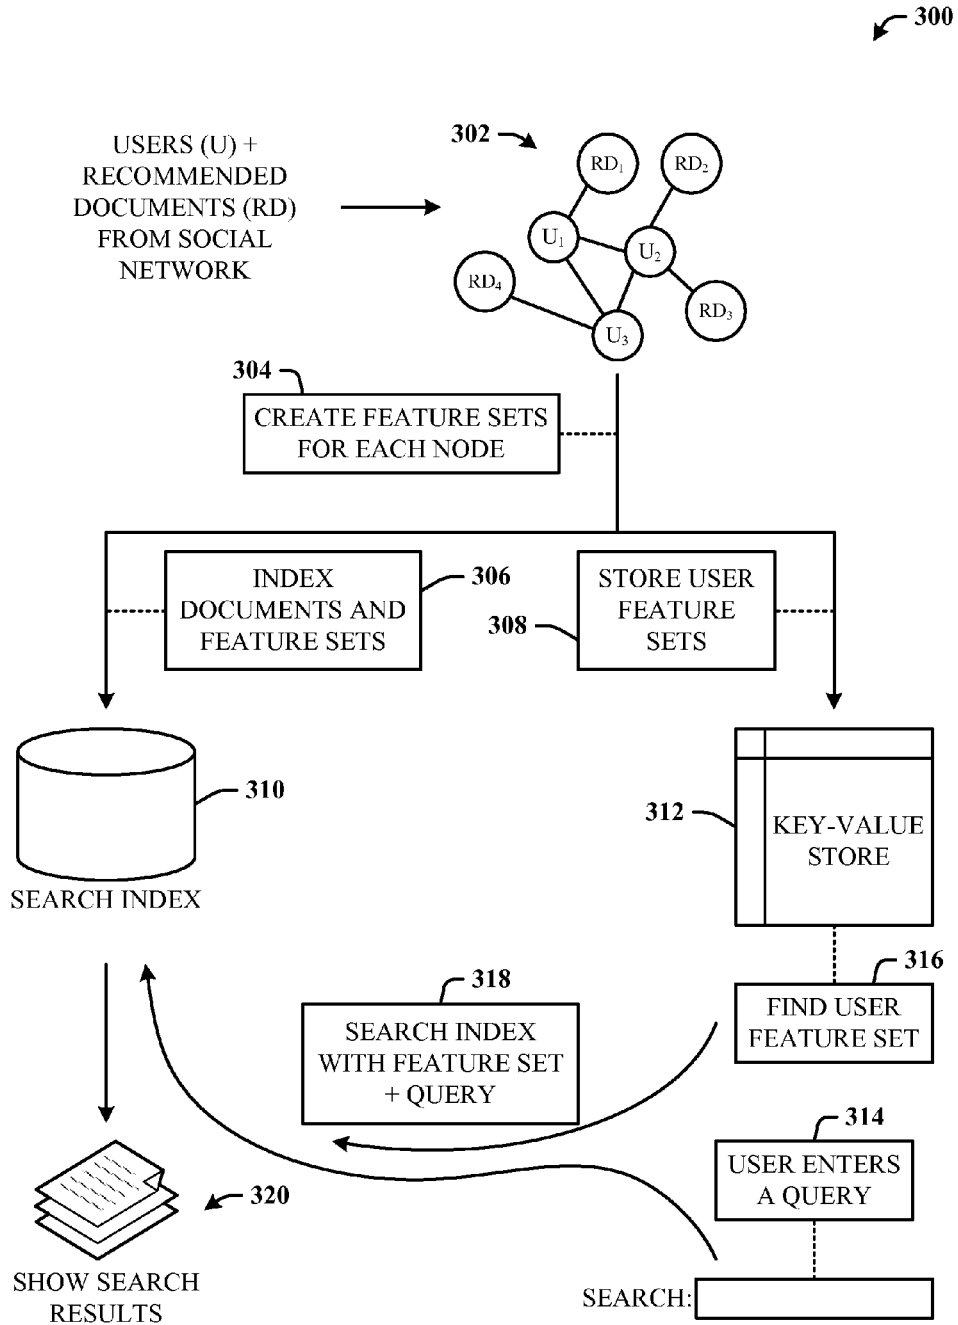 300
USERS (U) +
RECOMMENDED
DOCUMENTS (RD)
FROM SOCIAL
NETWORK
302
RD₁
RD₂
U₁
U₂
RD₄
RD₃
U₃
304
CREATE FEATURE SETS
FOR EACH NODE
INDEX
DOCUMENTS AND
FEATURE SETS
306
308
STORE USER
FEATURE
SETS
310
SEARCH INDEX
312
KEY-VALUE
STORE
316
FIND USER
FEATURE SET
318
SEARCH INDEX
WITH FEATURE SET
+ QUERY
314
USER ENTERS
A QUERY
320
SHOW SEARCH
RESULTS
SEARCH: